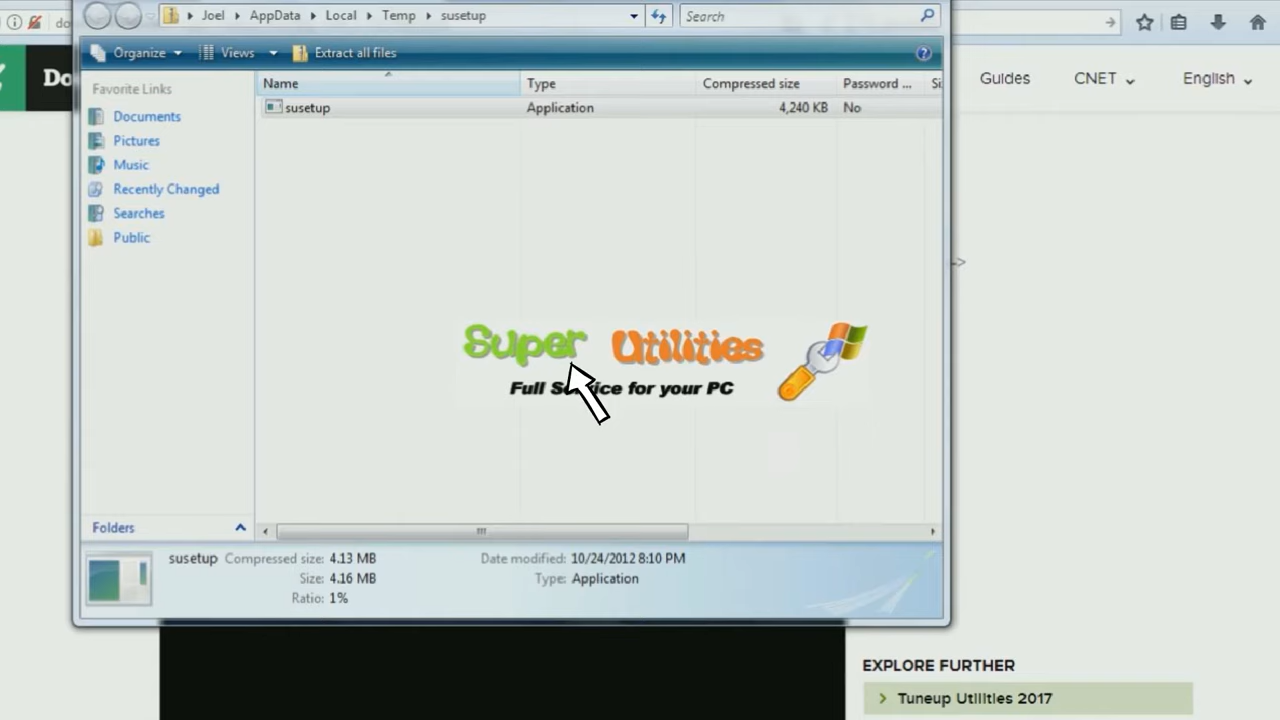 do
Joel AppData Local Temp susetup
Search
Organize Views Extract all files
Do
Guides CNET English
Favorite Links
Documents
Pictures
Music
Recently Changed
Searches
Public
Folders
Name Type Compressed size Password ... Si
susetup Application 4,240 KB No
->
Super Utilities
Full Service for your PC
susetup Compressed size: 4.13 MB Date modified: 10/24/2012 8:10 PM
Size: 4.16 MB Type: Application
Ratio: 1%
EXPLORE FURTHER
> Tuneup Utilities 2017